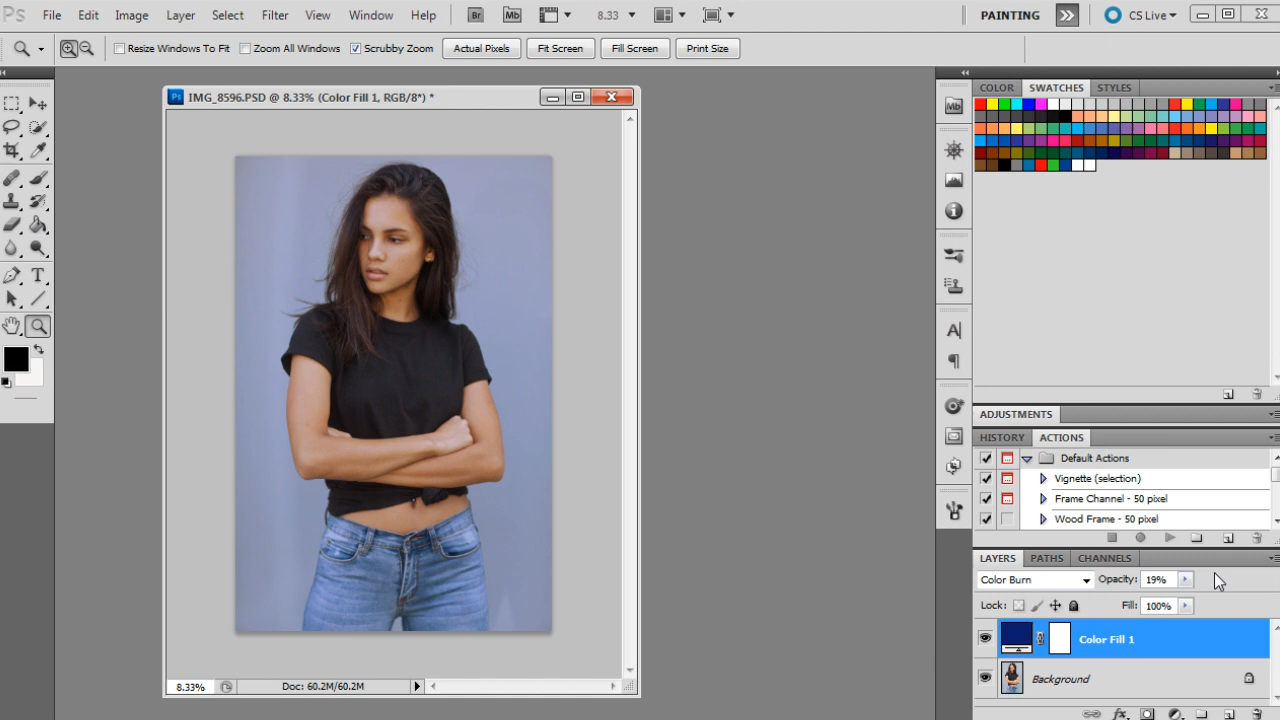 Ps File Edit Image Layer Select Filter View Window Help Br Mb 8.33 PAINTING CS Live
Resize Windows To Fit Zoom All Windows Scrubby Zoom Actual Pixels Fit Screen Fill Screen Print Size
Ps IMG_8596.PSD @ 8.33% (Color Fill 1, RGB/8*) *
COLOR SWATCHES STYLES
Mb
T
A
ADJUSTMENTS
HISTORY ACTIONS
Default Actions
Vignette (selection)
Frame Channel - 50 pixel
Wood Frame - 50 pixel
LAYERS PATHS CHANNELS
Color Burn Opacity: 19%
Lock: Fill: 100%
Color Fill 1
Background
8.33% Doc: 60.2M/60.2M
fx